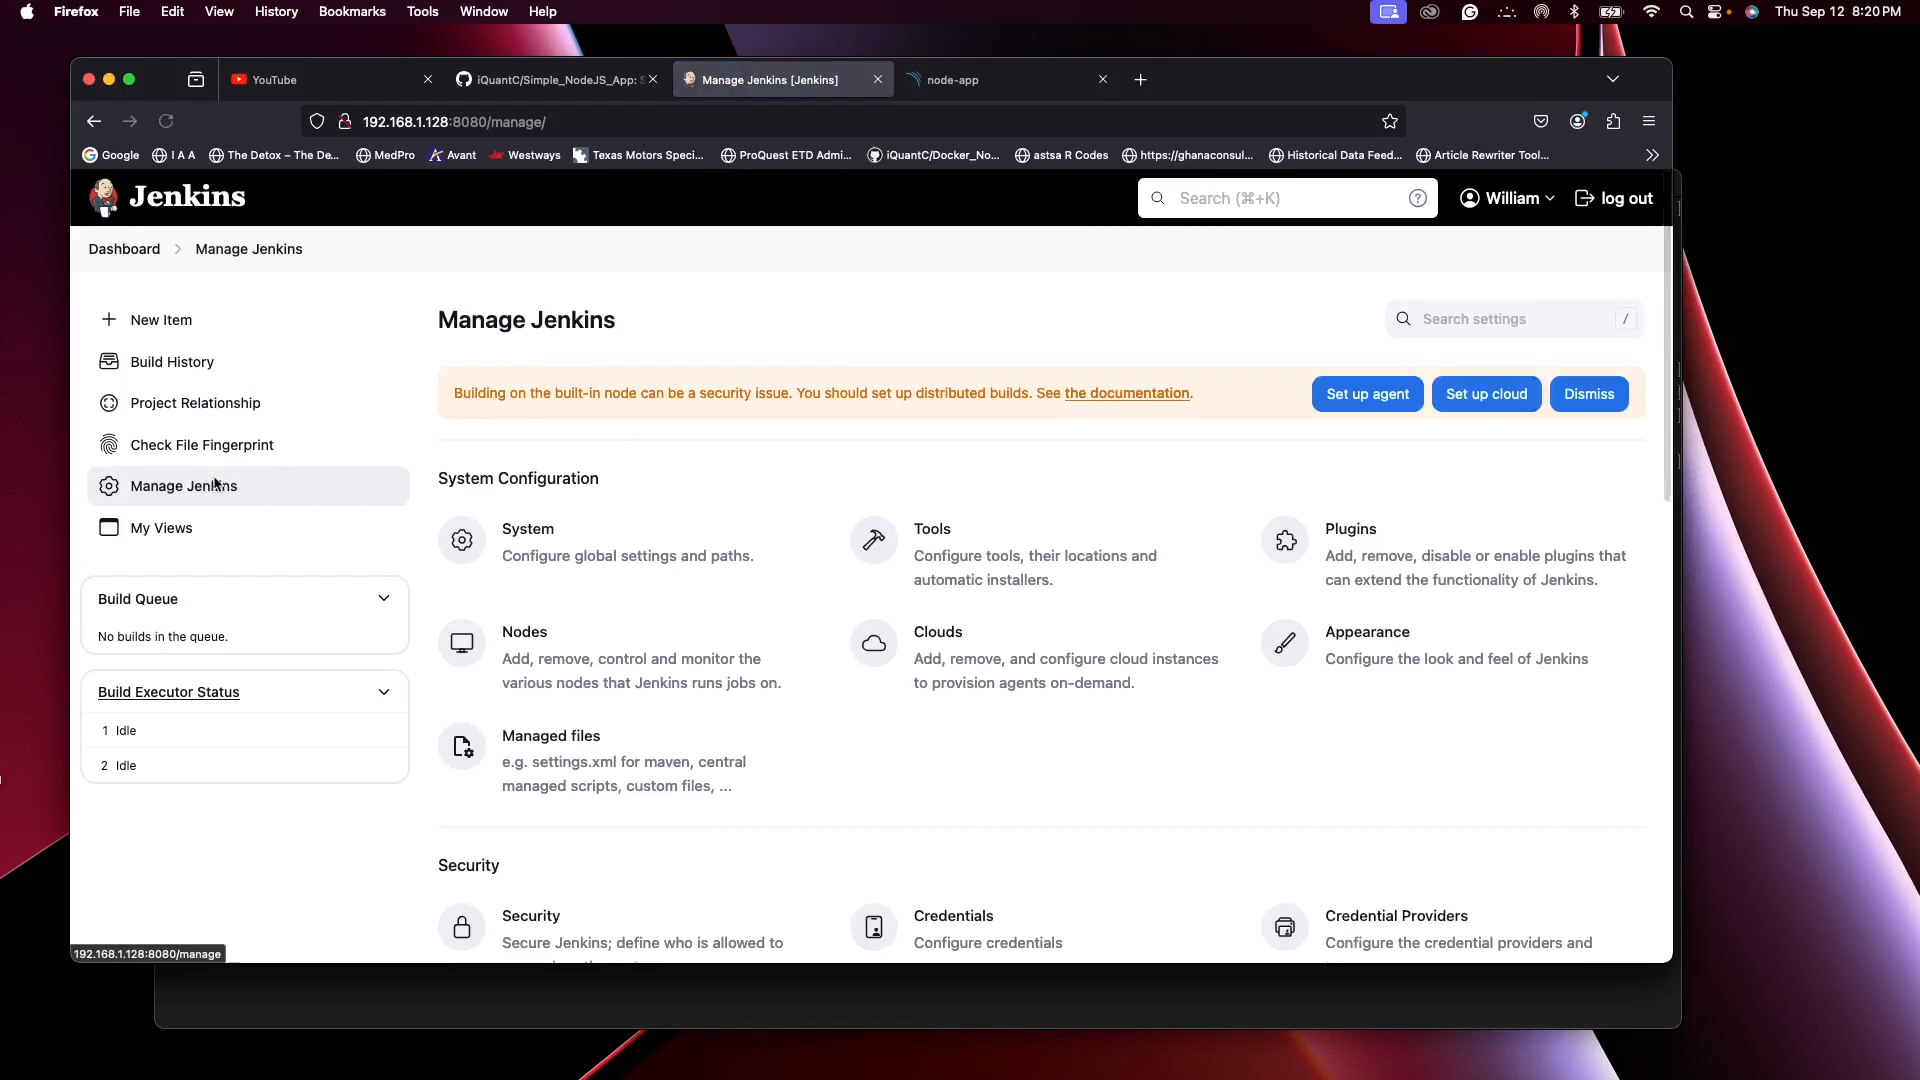 Firefox File Edit View History Bookmarks Tools Window Help
Thu Sep 12 8:20 PM
YouTube
iQuantC/Simple_NodeJS_App: S
Manage Jenkins [Jenkins]
node-app
192.168.1.128:8080/manage/
Google
I A A
The Detox – The De...
MedPro
Avant
Westways
Texas Motors Speci...
ProQuest ETD Admi...
iQuantC/Docker_No...
astsa R Codes
https://ghanaconsul...
Historical Data Feed...
Article Rewriter Tool...
Jenkins
Search (⌘+K)
William
log out
Dashboard > Manage Jenkins
New Item
Build History
Project Relationship
Check File Fingerprint
Manage Jenkins
My Views
Build Queue
No builds in the queue.
Build Executor Status
1 Idle
2 Idle
192.168.1.128:8080/manage
Manage Jenkins
Search settings /
Building on the built-in node can be a security issue. You should set up distributed builds. See the documentation.
Set up agent
Set up cloud
Dismiss
System Configuration
System
Configure global settings and paths.
Tools
Configure tools, their locations and
automatic installers.
Plugins
Add, remove, disable or enable plugins that
can extend the functionality of Jenkins.
Nodes
Add, remove, control and monitor the
various nodes that Jenkins runs jobs on.
Clouds
Add, remove, and configure cloud instances
to provision agents on-demand.
Appearance
Configure the look and feel of Jenkins
Managed files
e.g. settings.xml for maven, central
managed scripts, custom files, ...
Security
Security
Secure Jenkins; define who is allowed to
Credentials
Configure credentials
Credential Providers
Configure the credential providers and